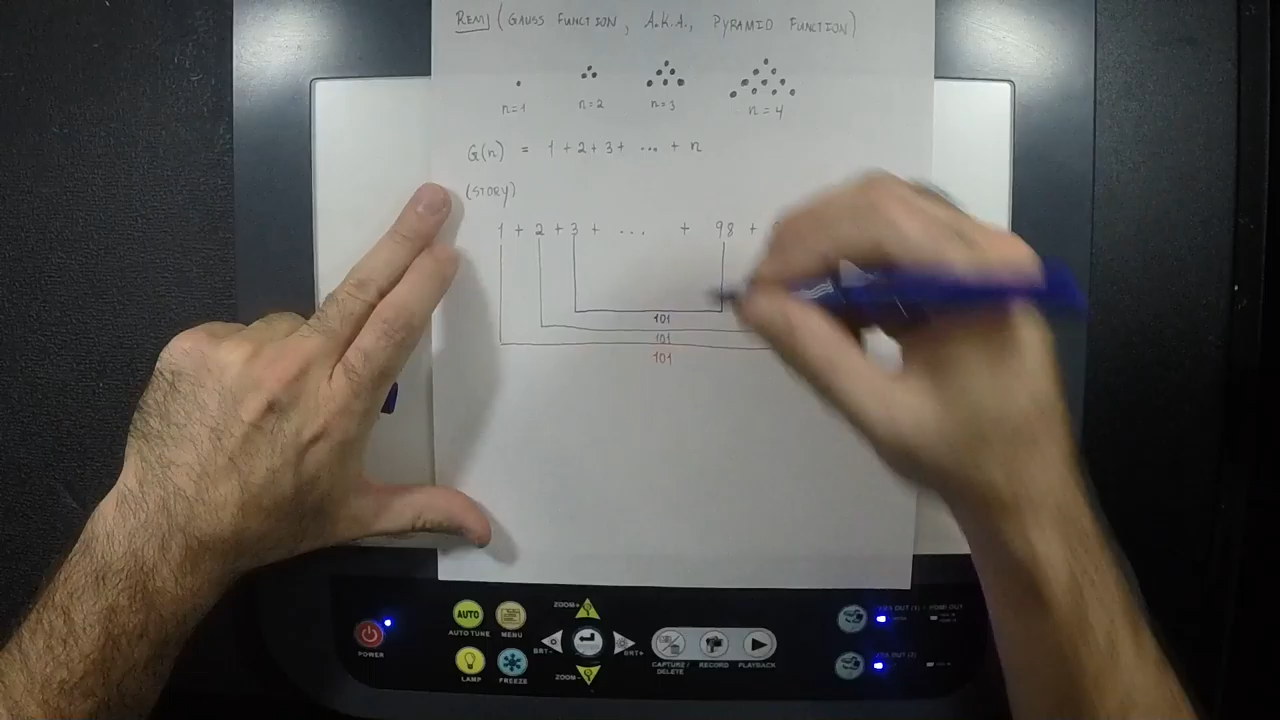 REM) (GAUSS FUNCTION, A.K.A., PYRAMID FUNCTION)
n=1 n=2 n=3 n=4
G(n) = 1+2+3+ ... + n
(STORY)
1 + 2 + 3 + ... + 98 +
101
101
101
AUTO
AUTO TUNE
MENU
ZOOM+
POWER
BRT-
BRT+
CAPTURE/
DELETE
RECORD
PLAYBACK
LAMP
FREEZE
ZOOM-